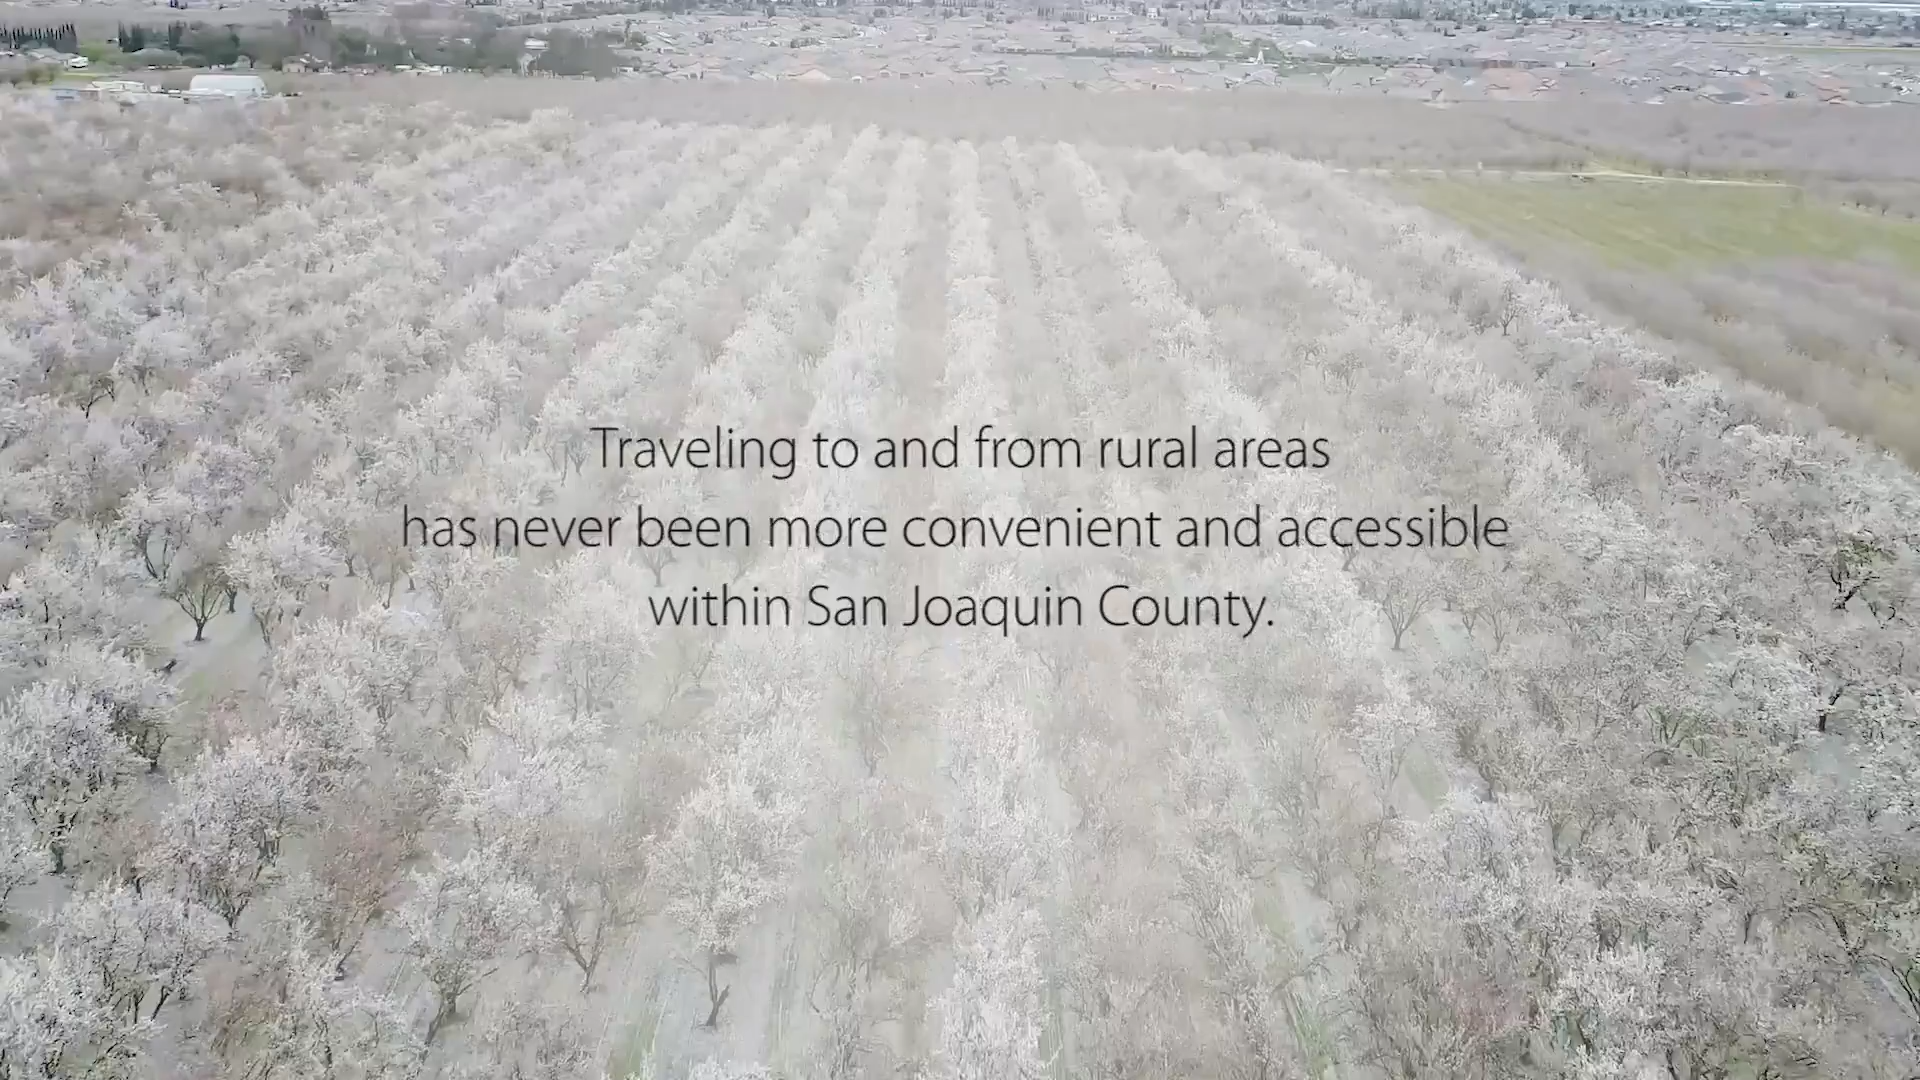 Traveling to and from rural areas
has never been more convenient and accessible
within San Joaquin County.